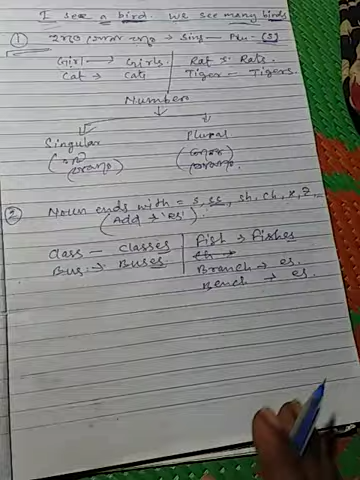 I see a bird. we see many birds
① → Sing — Plu - (s)
Girl → Girls Rat → Rats.
Cat → Cats Tiger — Tigers.
Number
Singular Plural
② Noun ends with = s, ss, sh, ch, x, z
(Add → 'es')
Class — classes Fish → Fishes
Bus → Buses
Branch → es.
Bench → es.